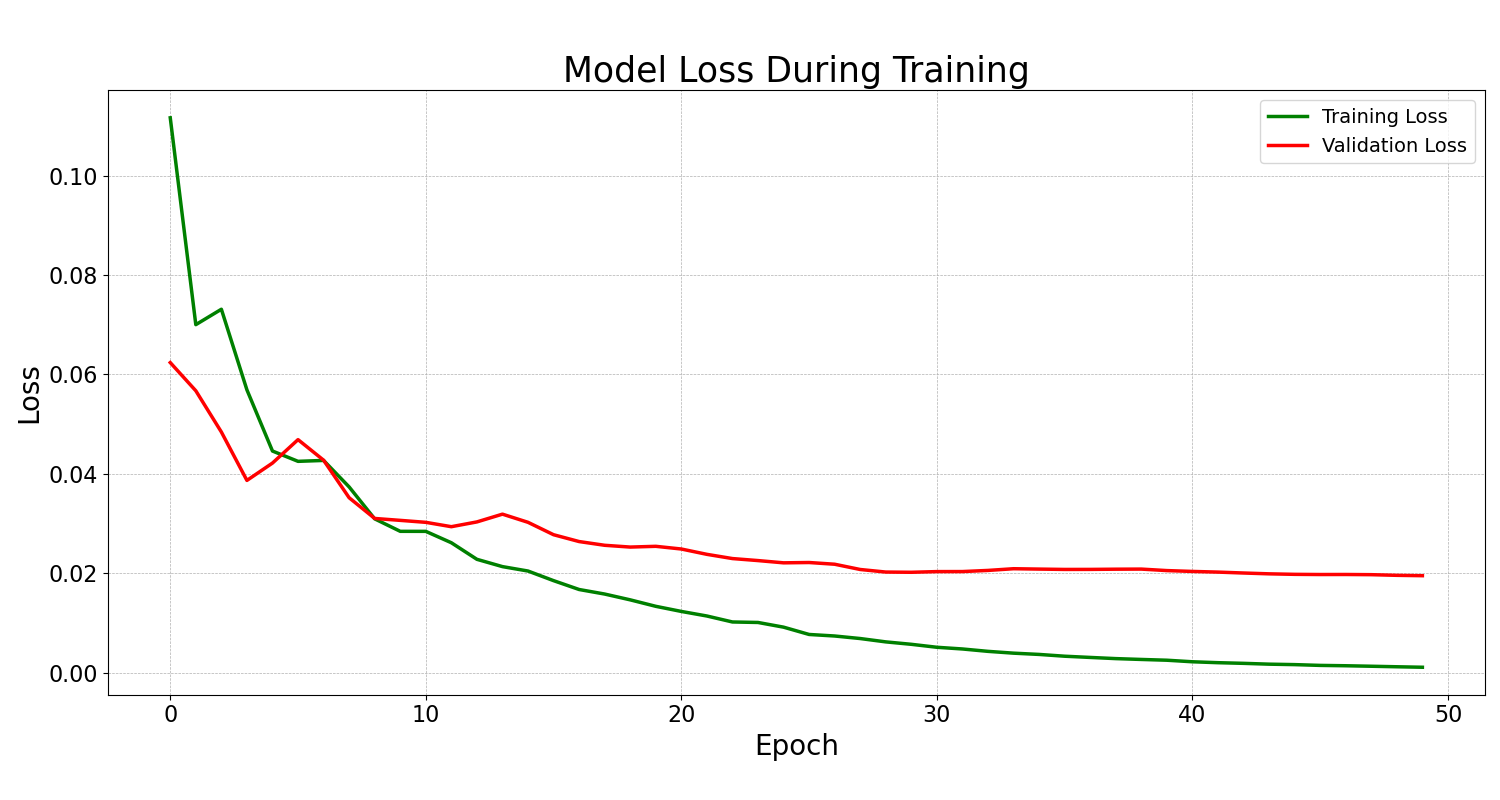 Model Loss During Training
Training Loss
Validation Loss
0.10
0.08
0.06
0.04
0.02
0.00
Loss
0 10 20 30 40 50
Epoch